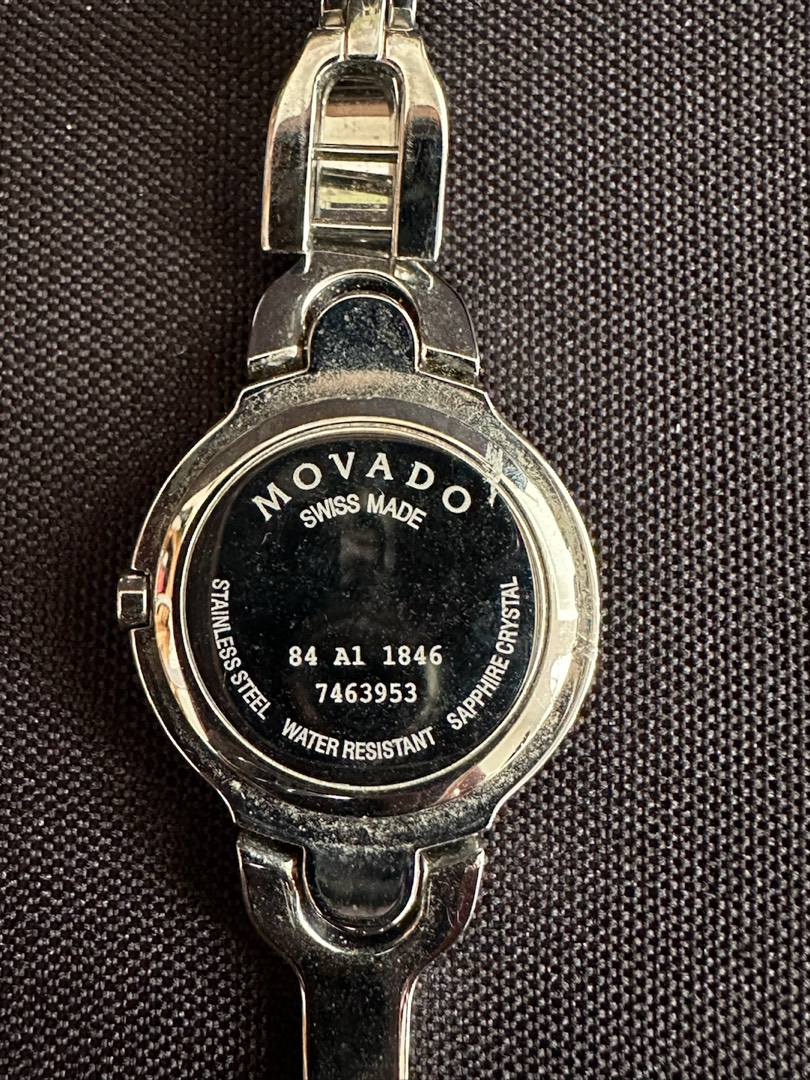 MOVADO
SWISS MADE
84 A1 1846
7463953
STAINLESS STEEL
WATER RESISTANT
SAPPHIRE CRYSTAL